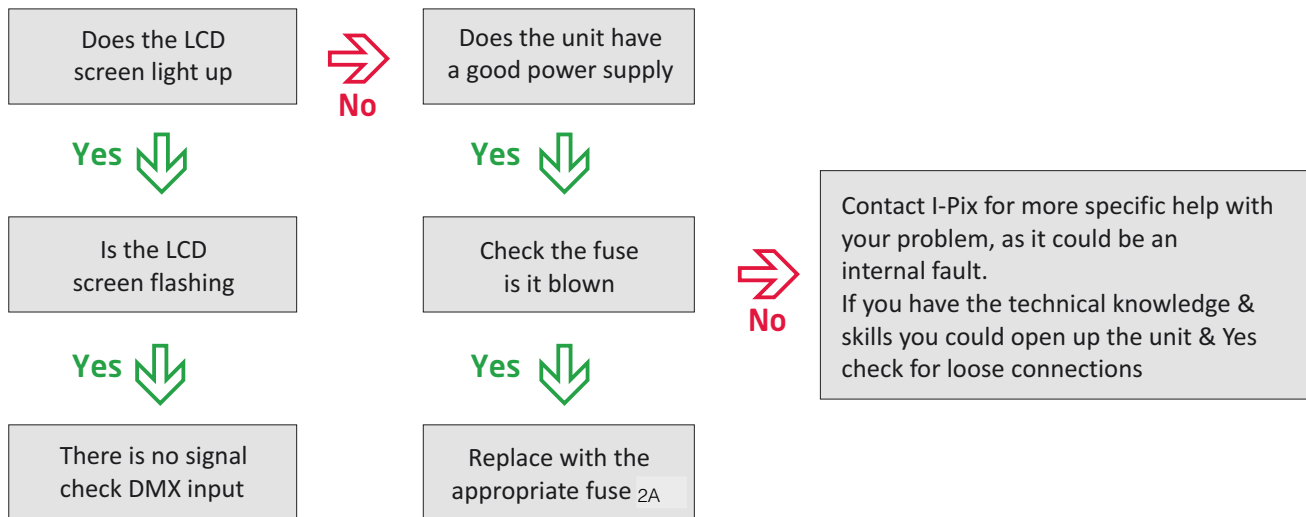 Does the LCD
screen light up
No
Does the unit have
a good power supply
Yes
Yes
Is the LCD
screen flashing
Check the fuse
is it blown
No
Contact I-Pix for more specific help with
your problem, as it could be an
internal fault.
If you have the technical knowledge &
skills you could open up the unit & Yes
check for loose connections
Yes
Yes
There is no signal
check DMX input
Replace with the
appropriate fuse 2A